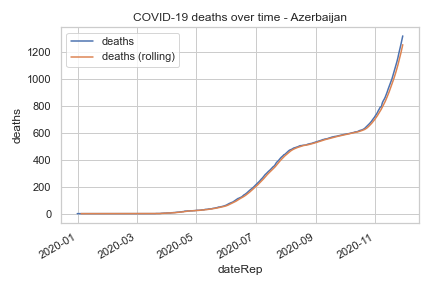 COVID-19 deaths over time - Azerbaijan
deaths
deaths (rolling)
1200
1000
800
600
400
200
0
deaths
2020-01
2020-03
2020-05
2020-07
2020-09
2020-11
dateRep